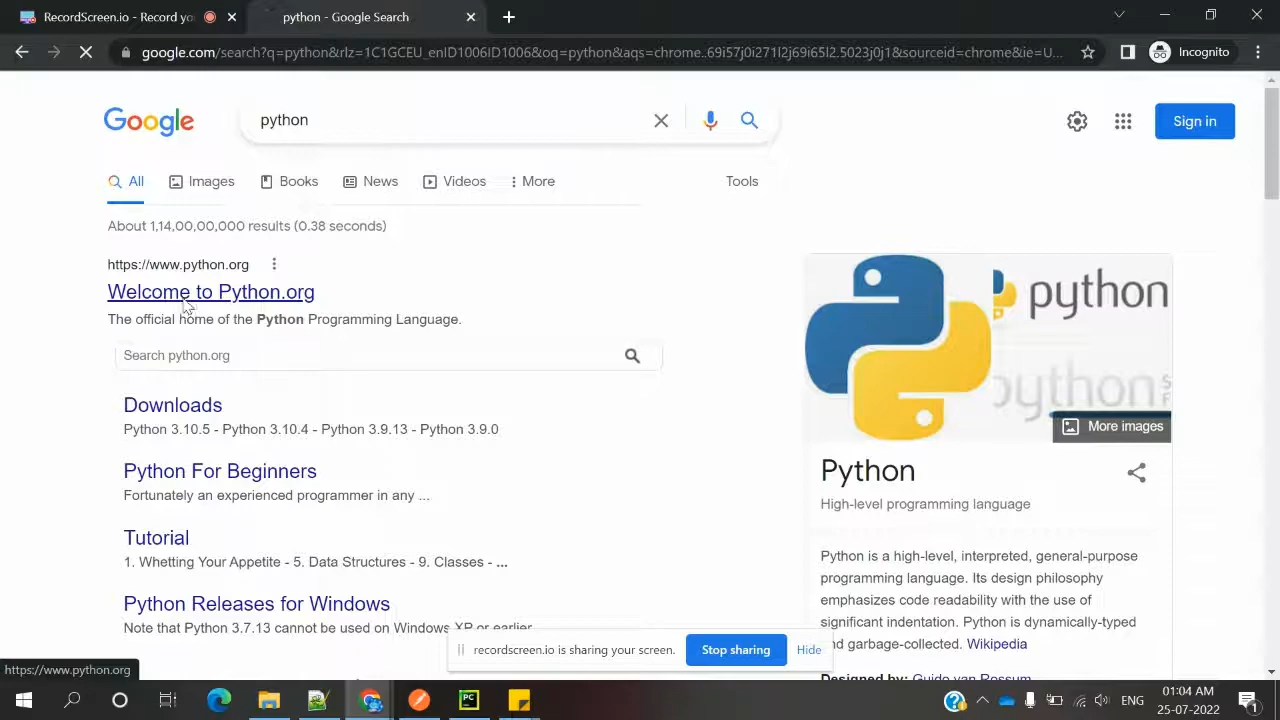 RecordScreen.io - Record yo
python - Google Search
google.com/search?q=python&rlz=1C1GCEU_enID1006ID1006&oq=python&aqs=chrome..69i57j0i271l2j69i65l2.5023j0j1&sourceid=chrome&ie=U...
Incognito
Google
python
Sign in
All
Images
Books
News
Videos
More
Tools
About 1,14,00,00,000 results (0.38 seconds)
https://www.python.org
Welcome to Python.org
The official home of the Python Programming Language.
Search python.org
Downloads
Python 3.10.5 - Python 3.10.4 - Python 3.9.13 - Python 3.9.0
Python For Beginners
Fortunately an experienced programmer in any ...
Tutorial
1. Whetting Your Appetite - 5. Data Structures - 9. Classes - ...
Python Releases for Windows
Note that Python 3.7.13 cannot be used on Windows XP or earlier.
python
python
More images
Python
High-level programming language
Python is a high-level, interpreted, general-purpose
programming language. Its design philosophy
emphasizes code readability with the use of
significant indentation. Python is dynamically-typed
and garbage-collected. Wikipedia
Designed by: Guido van Rossum
recordscreen.io is sharing your screen.
Stop sharing
Hide
https://www.python.org
PC
ENG
01:04 AM
25-07-2022
1